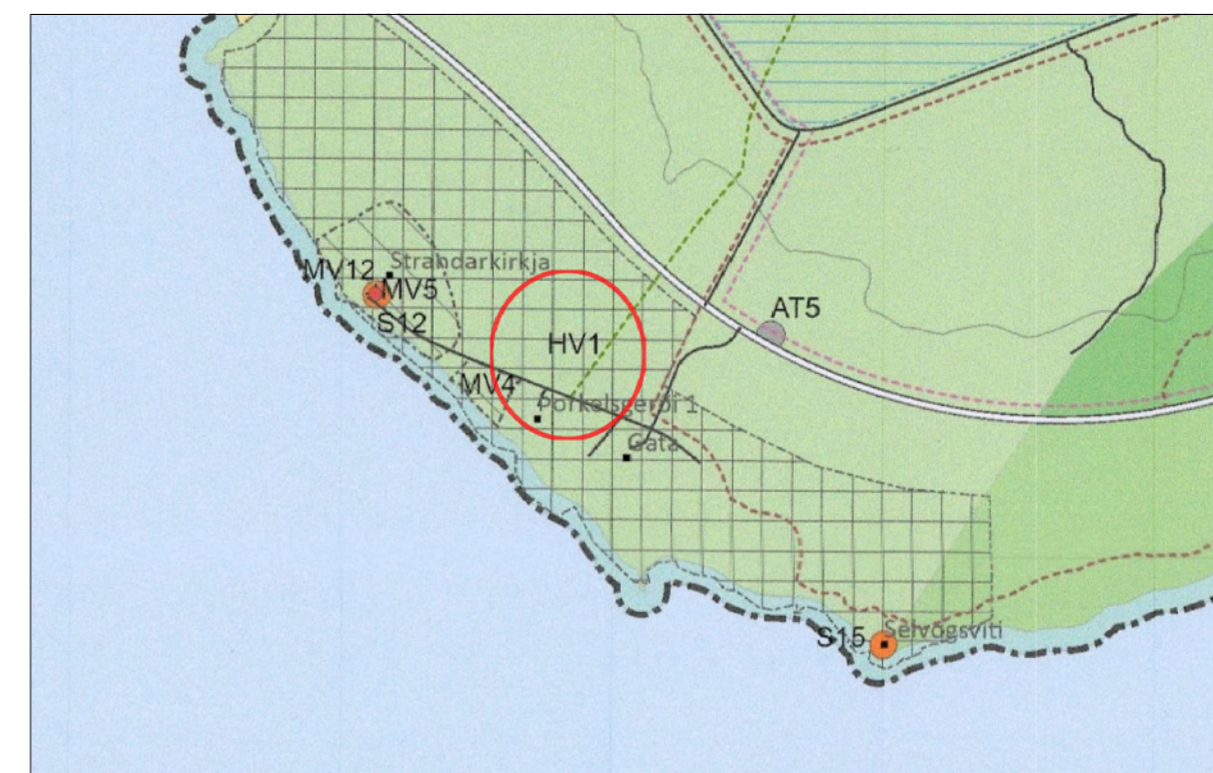 Strandarkirkja
MV12
MV5
S12
AT5
HV1
MV4
Þorkelsgerði 1
Gata
S15
Selvogsviti